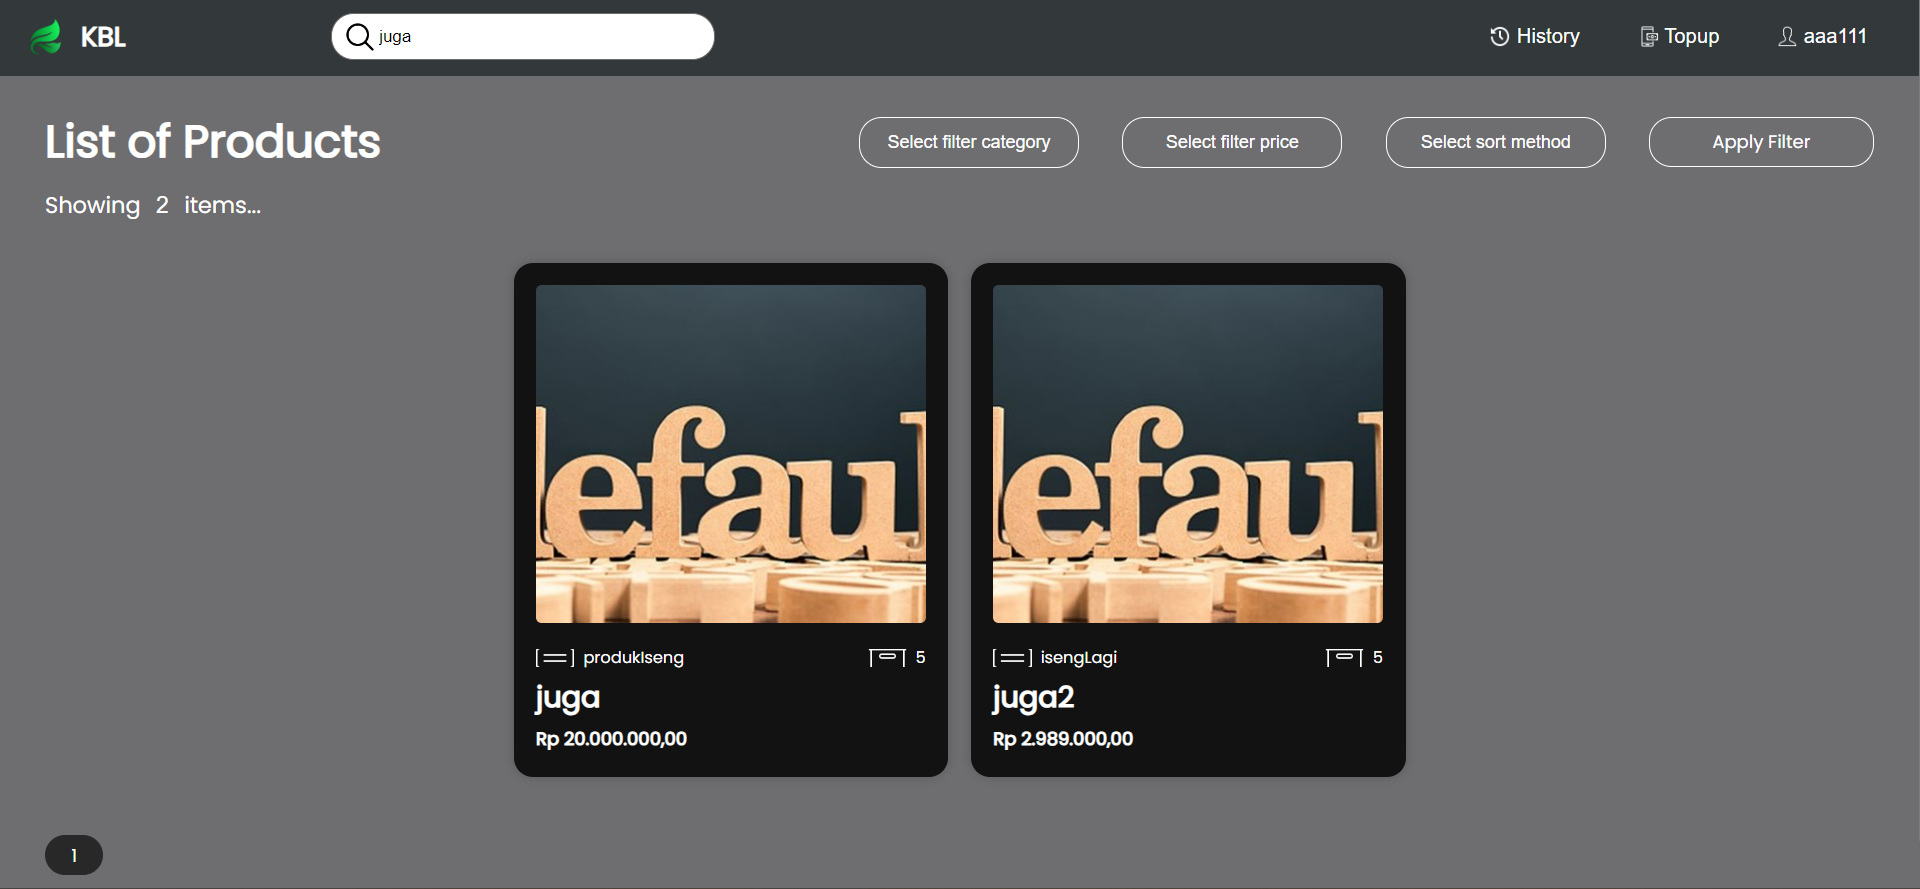 KBL
juga
History
Topup
aaa111
List of Products
Select filter category
Select filter price
Select sort method
Apply Filter
Showing 2 items...
efaul
efaul
produkIseng
5
juga
Rp 20.000.000,00
isengLagi
5
juga2
Rp 2.989.000,00
1